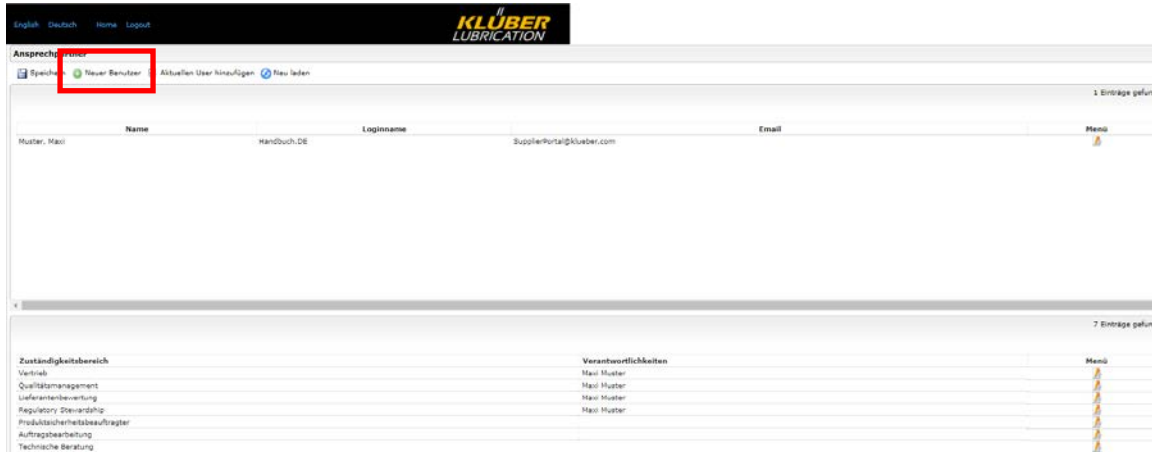 English Deutsch Home Logout
KLÜBER
LUBRICATION
Ansprechpartner
Speichern Neuer Benutzer Aktuellen User hinzufügen Neu laden
1 Einträge gefun
Name Loginname Email Menü
Muster, Maxi Handbuch.DE SupplierPortal@klueber.com
7 Einträge gefun
Zuständigkeitsbereich Verantwortlichkeiten Menü
Vertrieb Maxi Muster
Qualitätsmanagement Maxi Muster
Lieferantenbewertung Maxi Muster
Regulatory Stewardship Maxi Muster
Produktsicherheitsbeauftragter
Auftragsbearbeitung
Technische Beratung